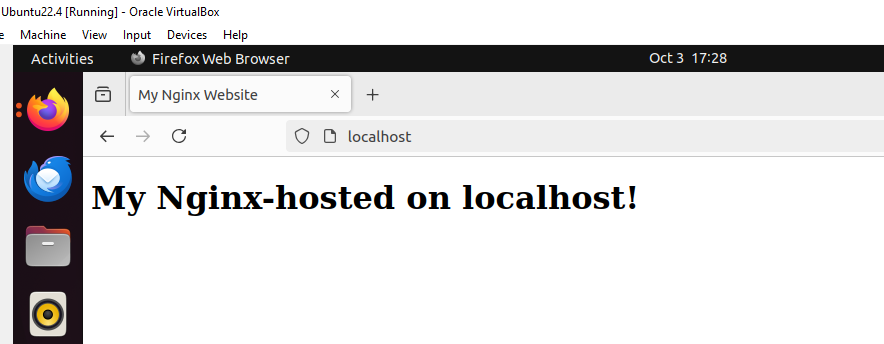 Ubuntu22.4 [Running] - Oracle VirtualBox
Machine View Input Devices Help
Activities Firefox Web Browser Oct 3 17:28
My Nginx Website
localhost
My Nginx-hosted on localhost!